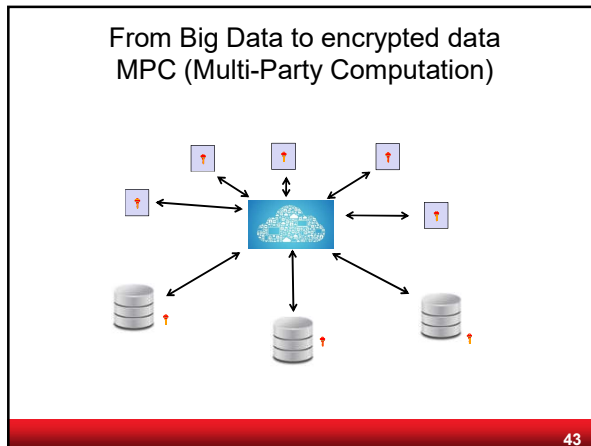 From Big Data to encrypted data
MPC (Multi-Party Computation)
43